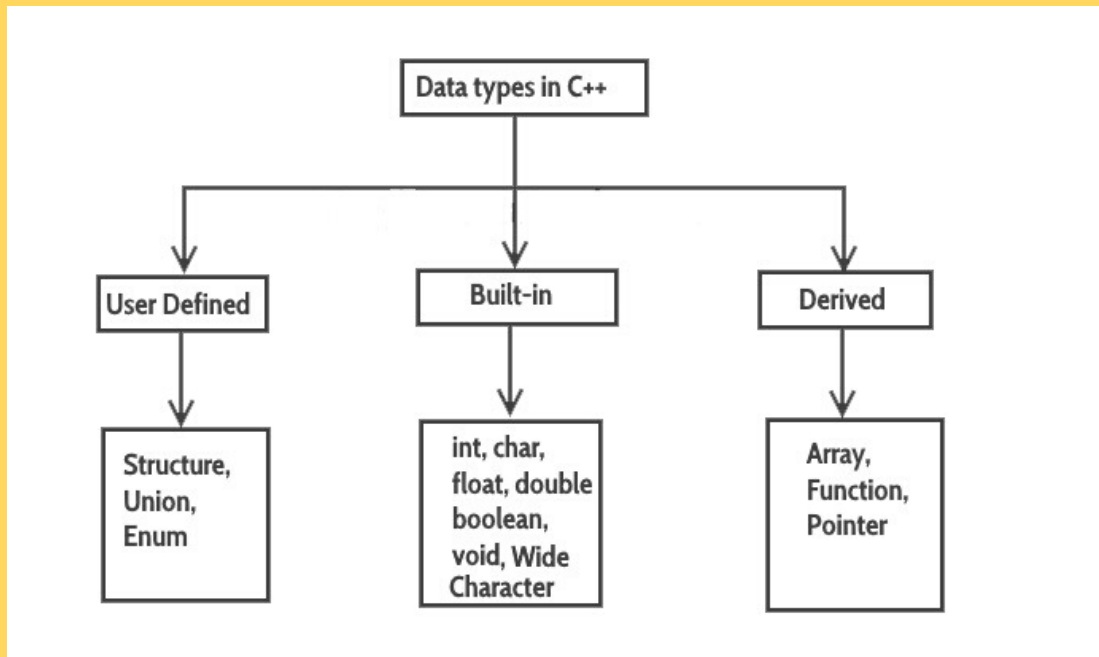 Data types in C++
User Defined
Built-in
Derived
Structure,
Union,
Enum
int, char,
float, double
boolean,
void, Wide
Character
Array,
Function,
Pointer